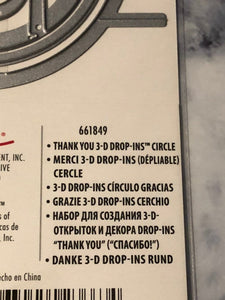 661849
• THANK YOU 3-D DROP-INS™ CIRCLE
• MERCI 3-D DROP-INS (DÉPLIABLE)
CERCLE
• 3-D DROP-INS CÍRCULO GRACIAS
• GRAZIE 3-D DROP-INS CERCHIO
• НАБОР ДЛЯ СОЗДАНИЯ 3-D-
ОТКРЫТОК И ДЕКОРА DROP-INS
"THANK YOU" ("СПАСИБО!")
• DANKE 3-D DROP-INS RUND
®
ENT, INC.
IVE
s of
cas de
, Inc.
echo en China